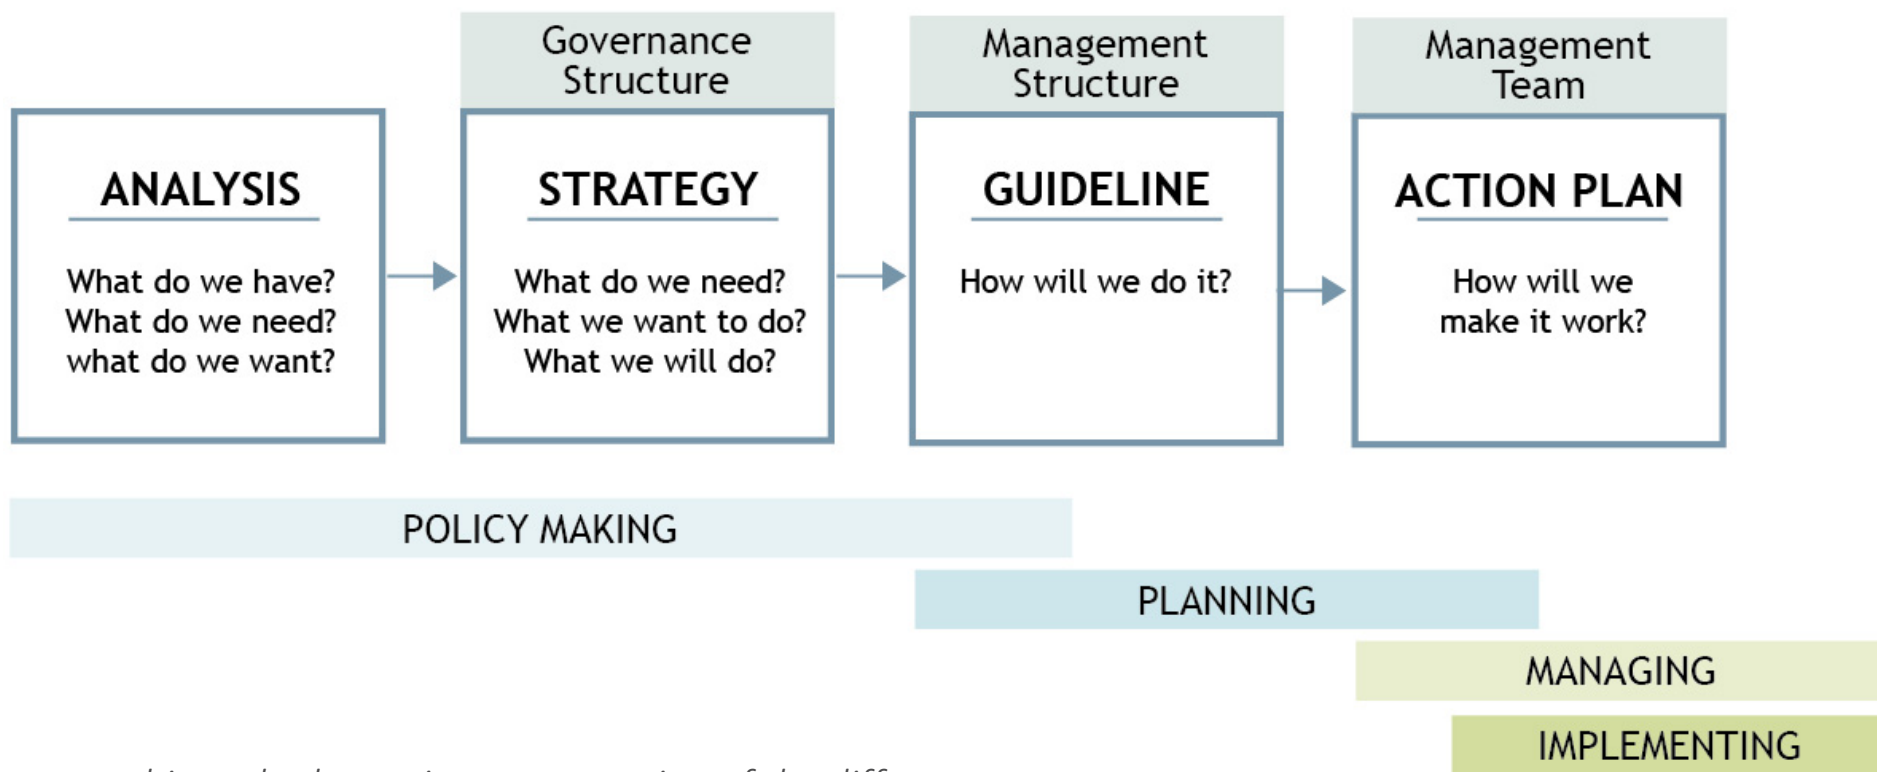 Governance
Structure
Management
Structure
Management
Team
ANALYSIS
What do we have?
What do we need?
what do we want?
STRATEGY
What do we need?
What we want to do?
What we will do?
GUIDELINE
How will we do it?
ACTION PLAN
How will we
make it work?
POLICY MAKING
PLANNING
MANAGING
IMPLEMENTING